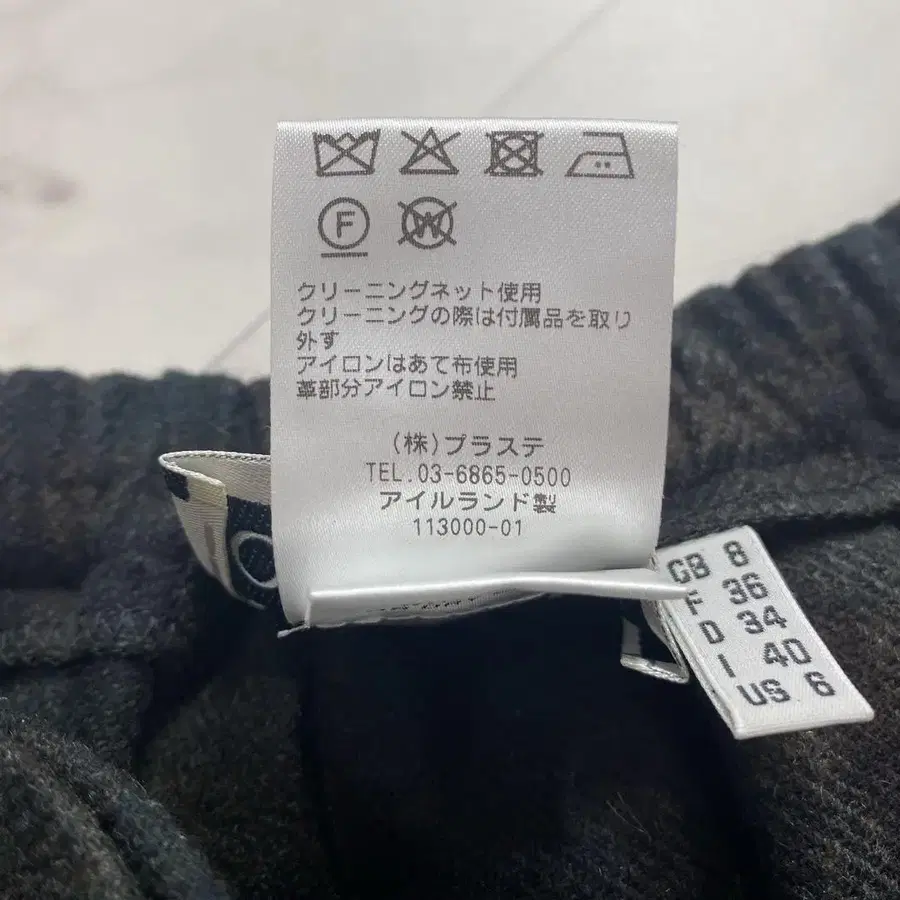 F W
クリーニングネット使用
クリーニングの際は付属品を取り
外す
アイロンはあて布使用
革部分アイロン禁止
(株)プラステ
TEL.03-6865-0500
アイルランド製
113000-01
GB 8
F 36
D 34
I 40
US 6